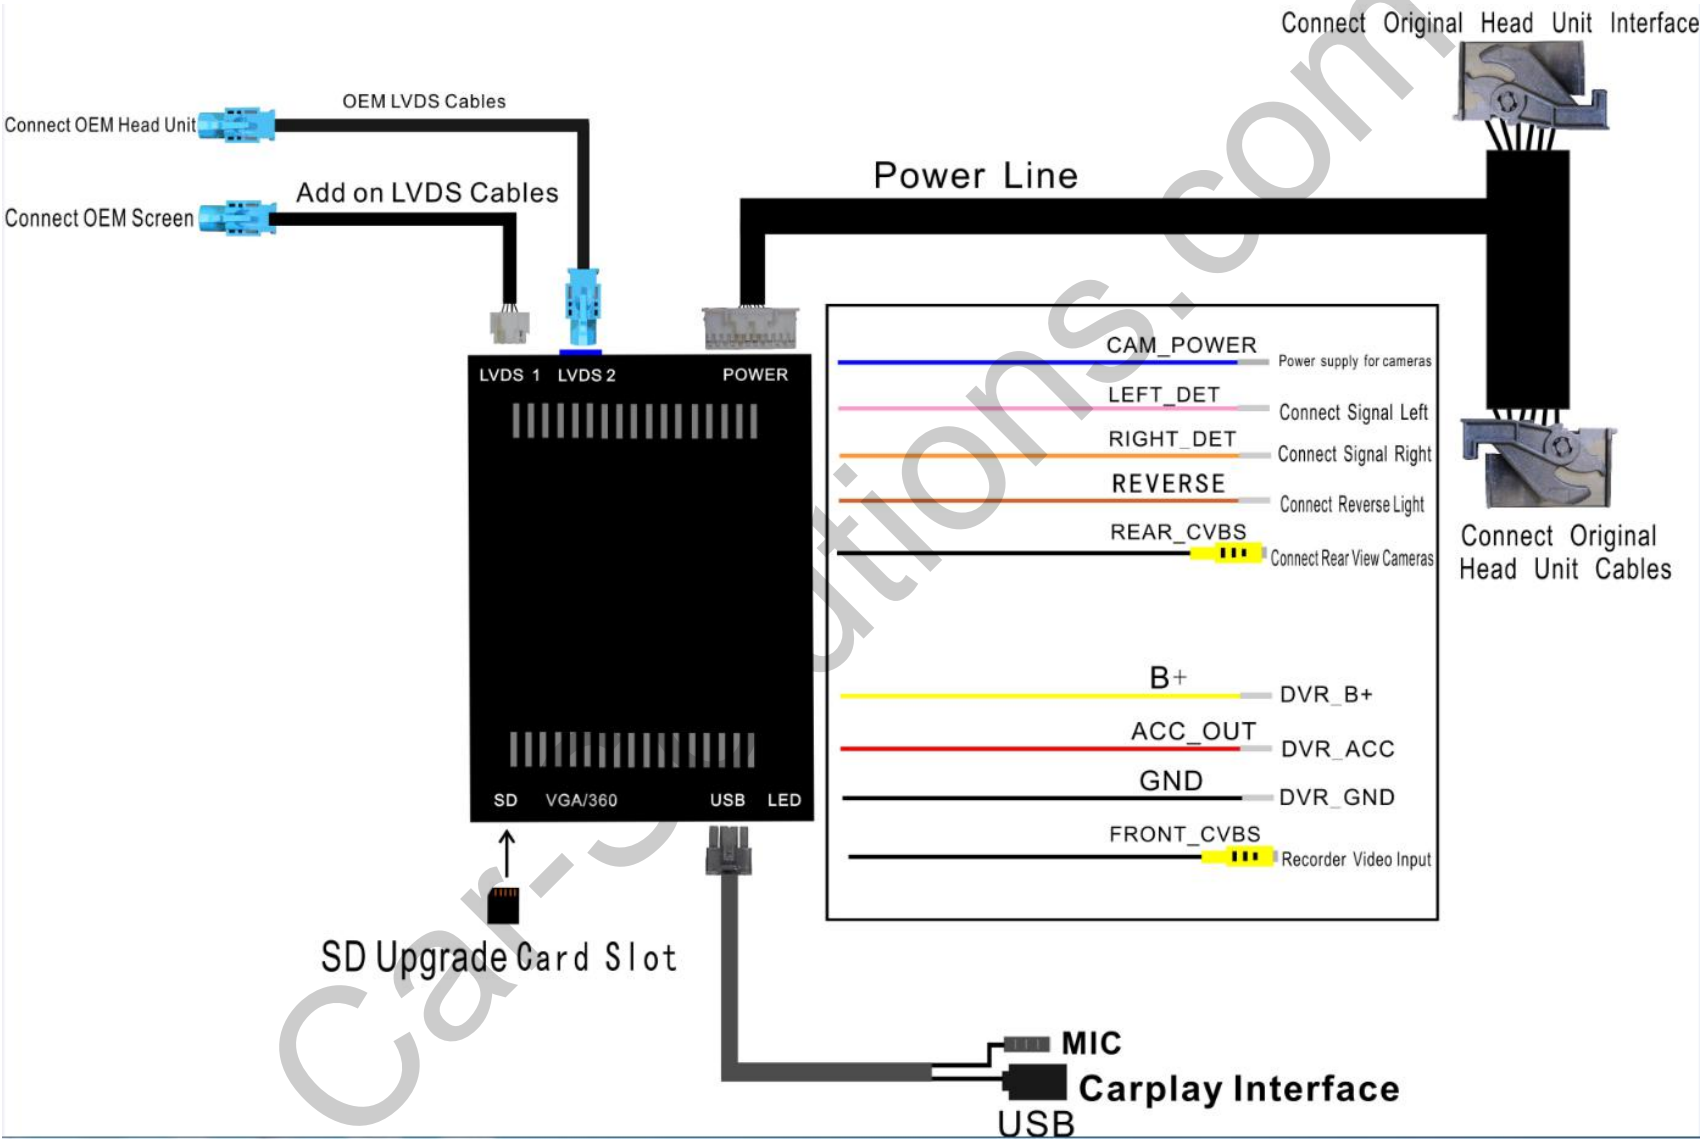 Connect Original Head Unit Interface
OEM LVDS Cables
Connect OEM Head Unit
Add on LVDS Cables
Connect OEM Screen
Power Line
LVDS 1 LVDS 2 POWER
CAM_POWER
Power supply for cameras
LEFT_DET
Connect Signal Left
RIGHT_DET
Connect Signal Right
REVERSE
Connect Reverse Light
REAR_CVBS
Connect Rear View Cameras
Connect Original
Head Unit Cables
B+
DVR_B+
ACC_OUT
DVR_ACC
GND
DVR_GND
FRONT_CVBS
Recorder Video Input
SD VGA/360 USB LED
SD Upgrade Card Slot
MIC
Carplay Interface
USB